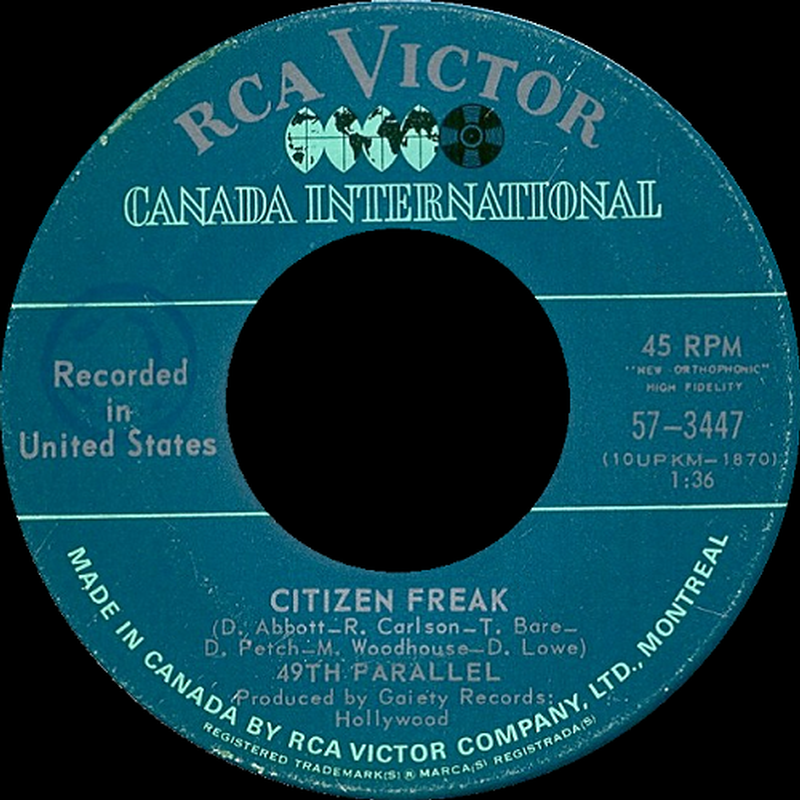 RCA VICTOR
CANADA INTERNATIONAL
Recorded
in
United States
45 RPM
"NEW ORTHOPHONIC"
HIGH FIDELITY
57-3447
(10UPKM-1870)
1:36
CITIZEN FREAK
(D. Abbott-R. Carlson-T. Bare-
D. Petch-M. Woodhouse-D. Lowe)
49TH PARALLEL
Produced by Gaiety Records:
Hollywood
MADE IN CANADA BY RCA VICTOR COMPANY, LTD., MONTREAL
REGISTERED TRADEMARK(S) ® MARCA(S) REGISTRADA(S)